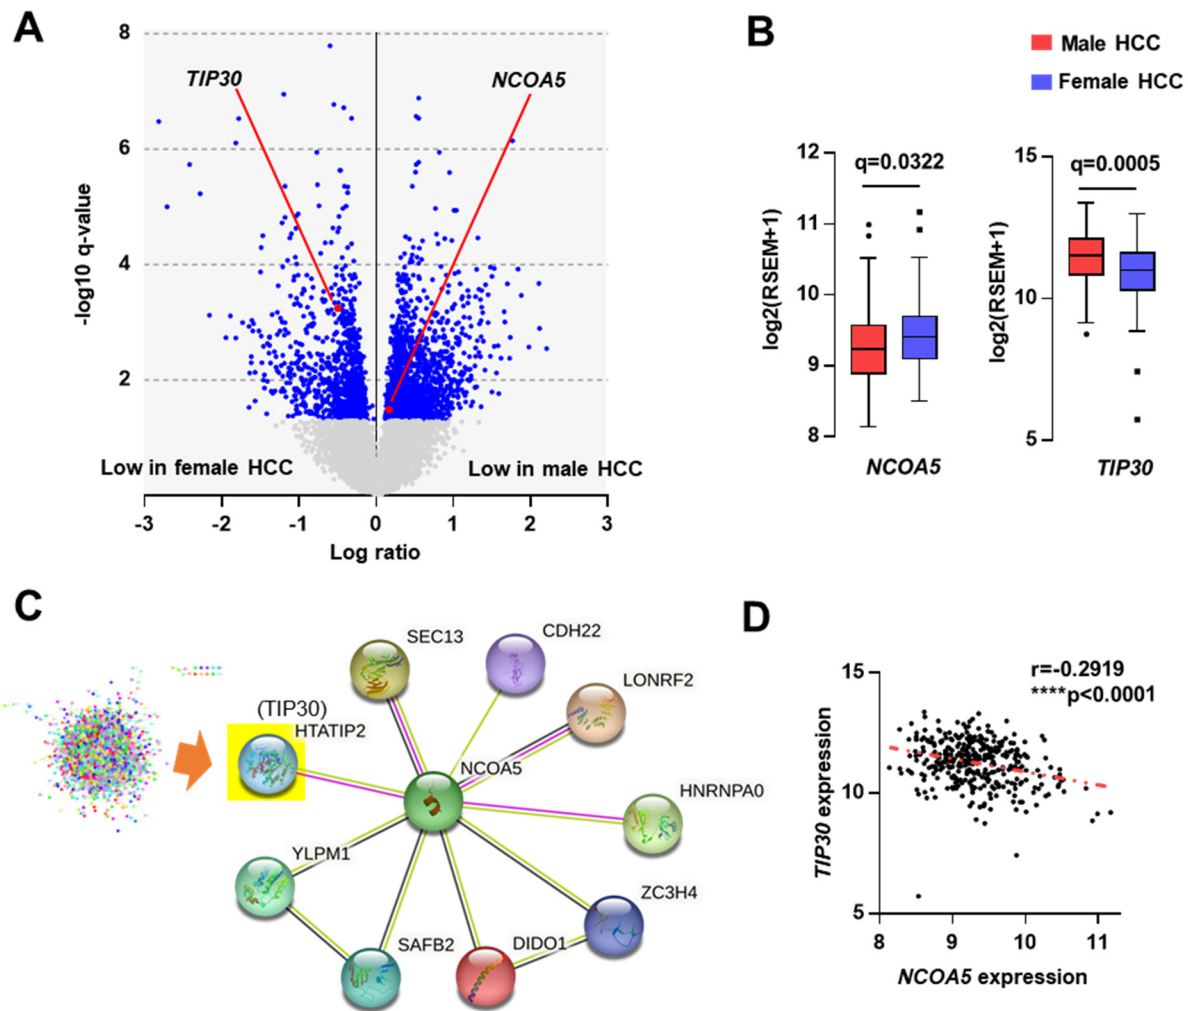 A
8
6
4
2
TIP30
NCOA5
-log10 q-value
Low in female HCC
Low in male HCC
-3
-2
-1
0
1
2
3
Log ratio
B
Male HCC
Female HCC
12
11
10
9
8
log2(RSEM+1)
q=0.0322
NCOA5
15
10
5
log2(RSEM+1)
q=0.0005
TIP30
C
SEC13
CDH22
LONRF2
(TIP30)
HTATIP2
NCOA5
HNRNPA0
YLPM1
ZC3H4
SAFB2
DIDO1
D
15
10
5
TIP30 expression
r=-0.2919
****p<0.0001
8
9
10
11
NCOA5 expression